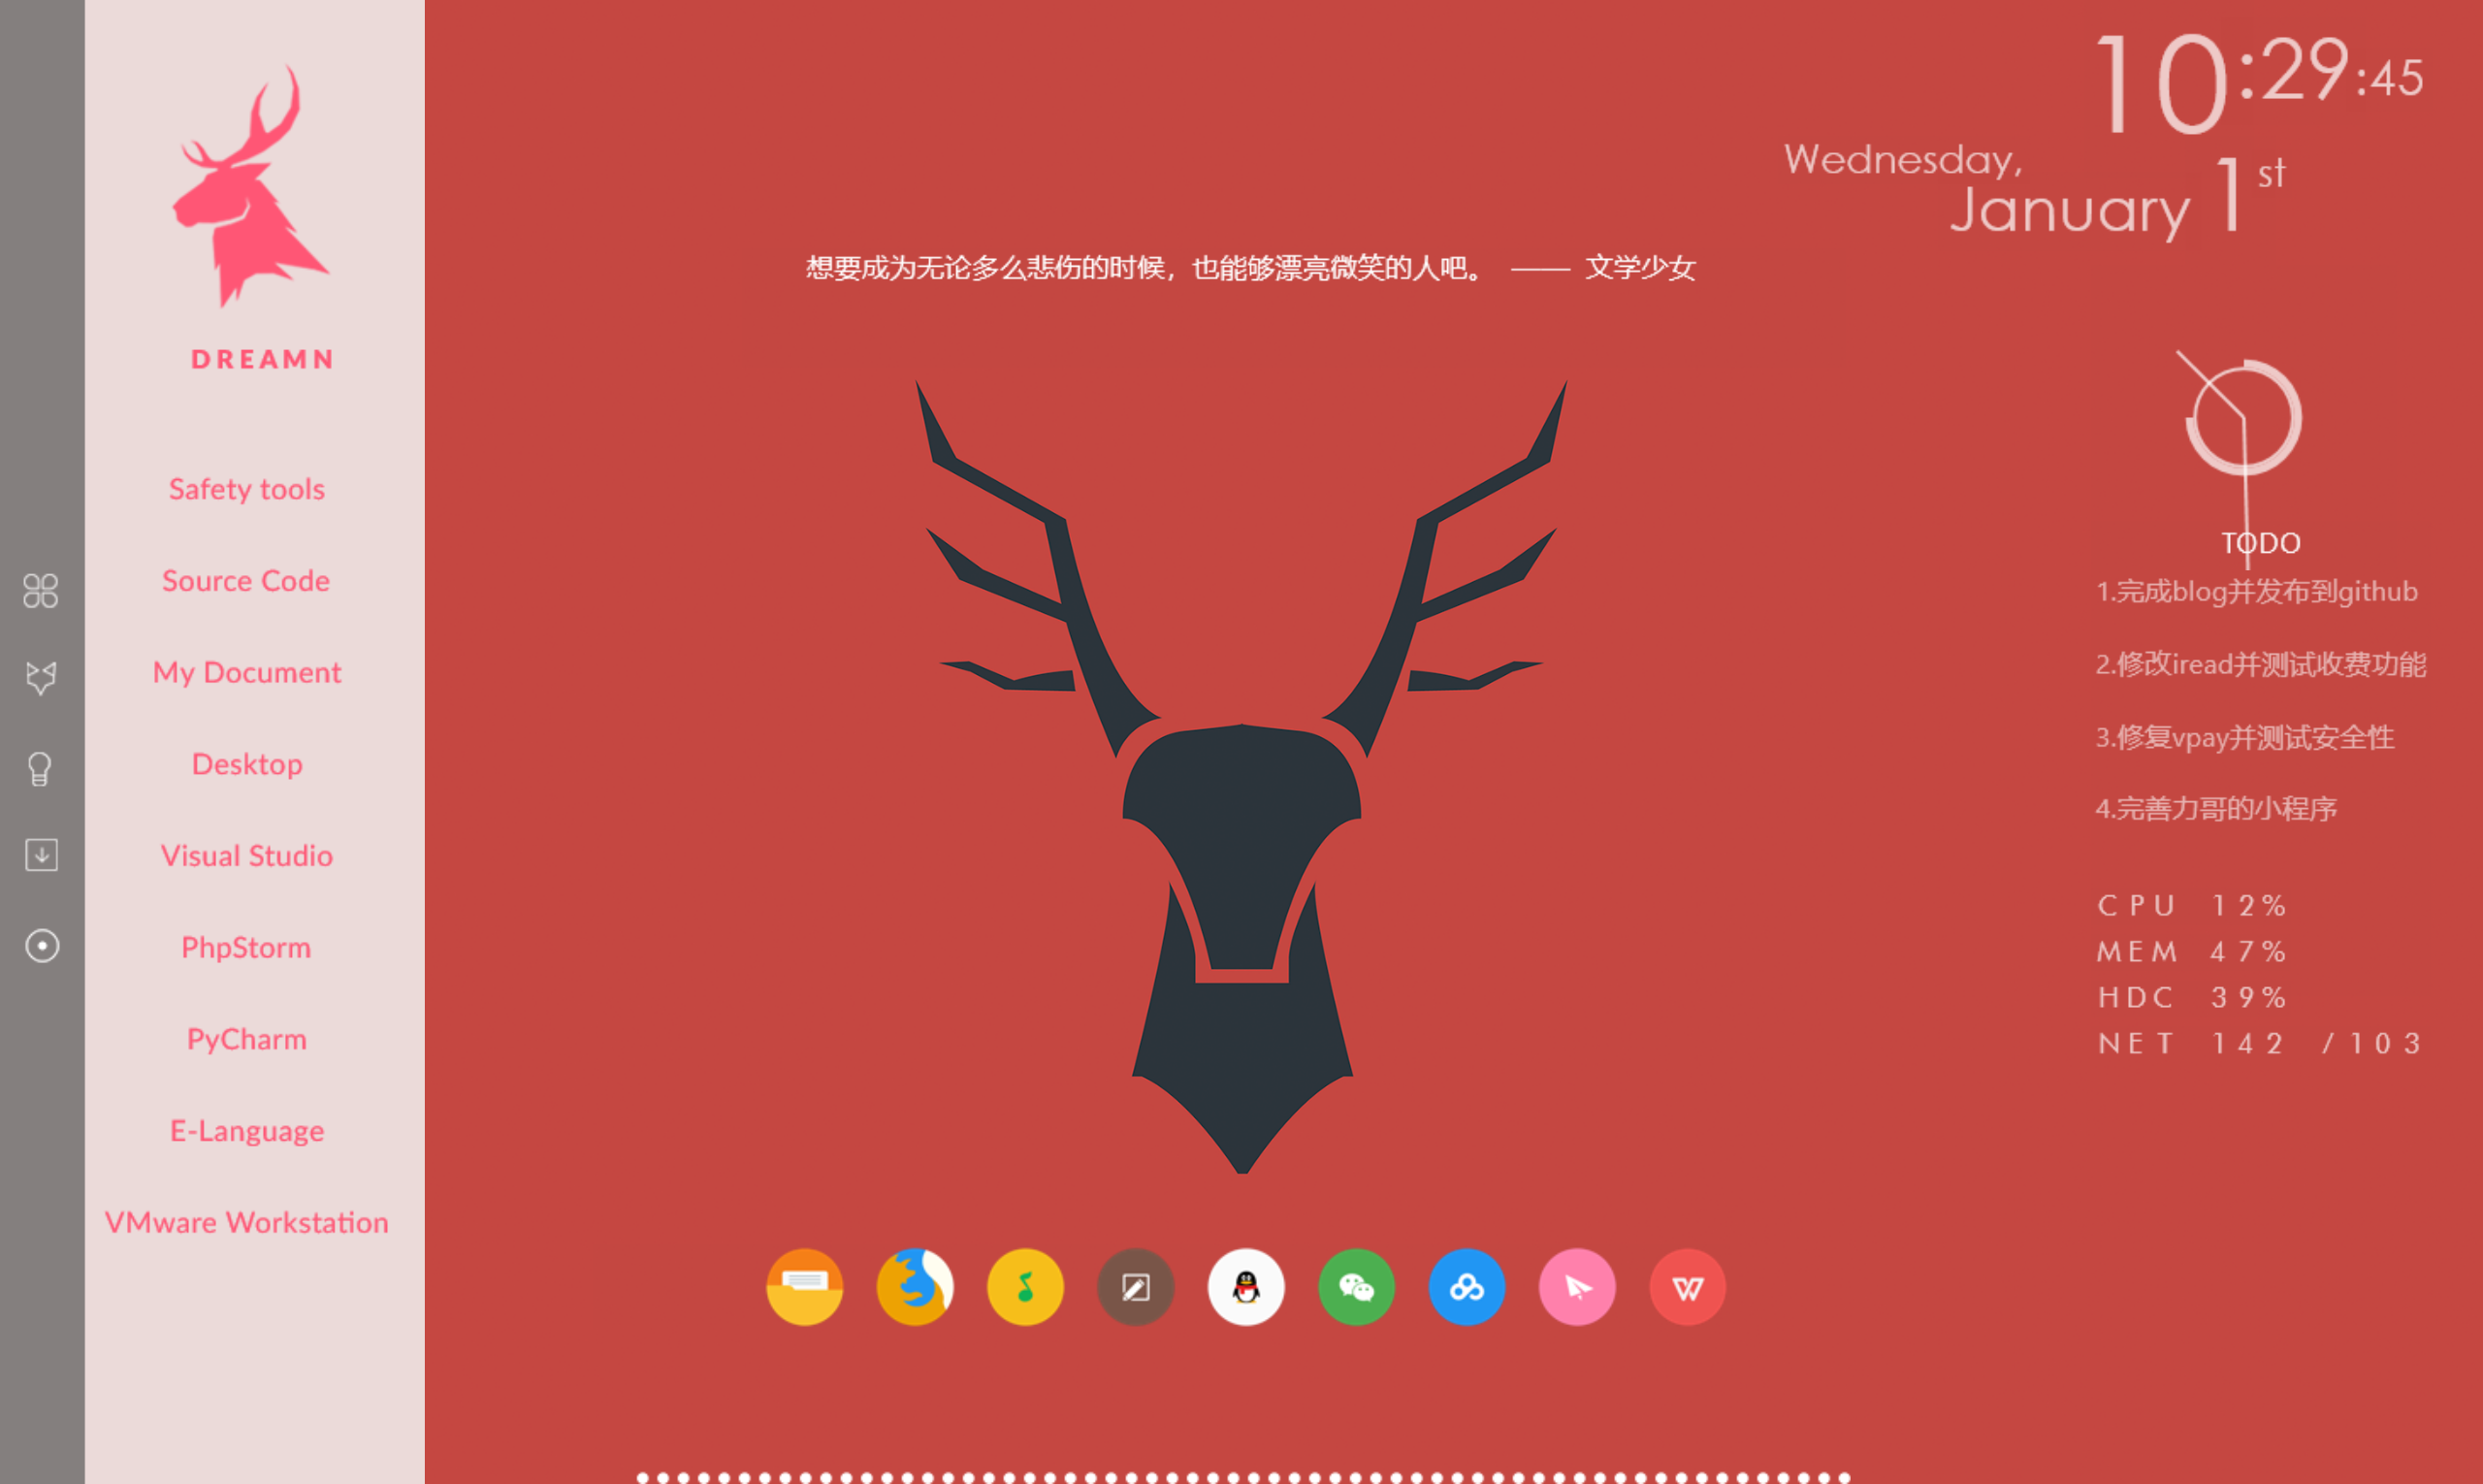 DREAMN
Safety tools
Source Code
My Document
Desktop
Visual Studio
PhpStorm
PyCharm
E-Language
VMware Workstation
想要成为无论多么悲伤的时候，也能够漂亮微笑的人吧。 —— 文学少女
10:29:45
Wednesday,
January 1st
TODO
1.完成blog并发布到github
2.修改iread并测试收费功能
3.修复vpay并测试安全性
4.完善力哥的小程序
CPU 12%
MEM 47%
HDC 39%
NET 142 /103